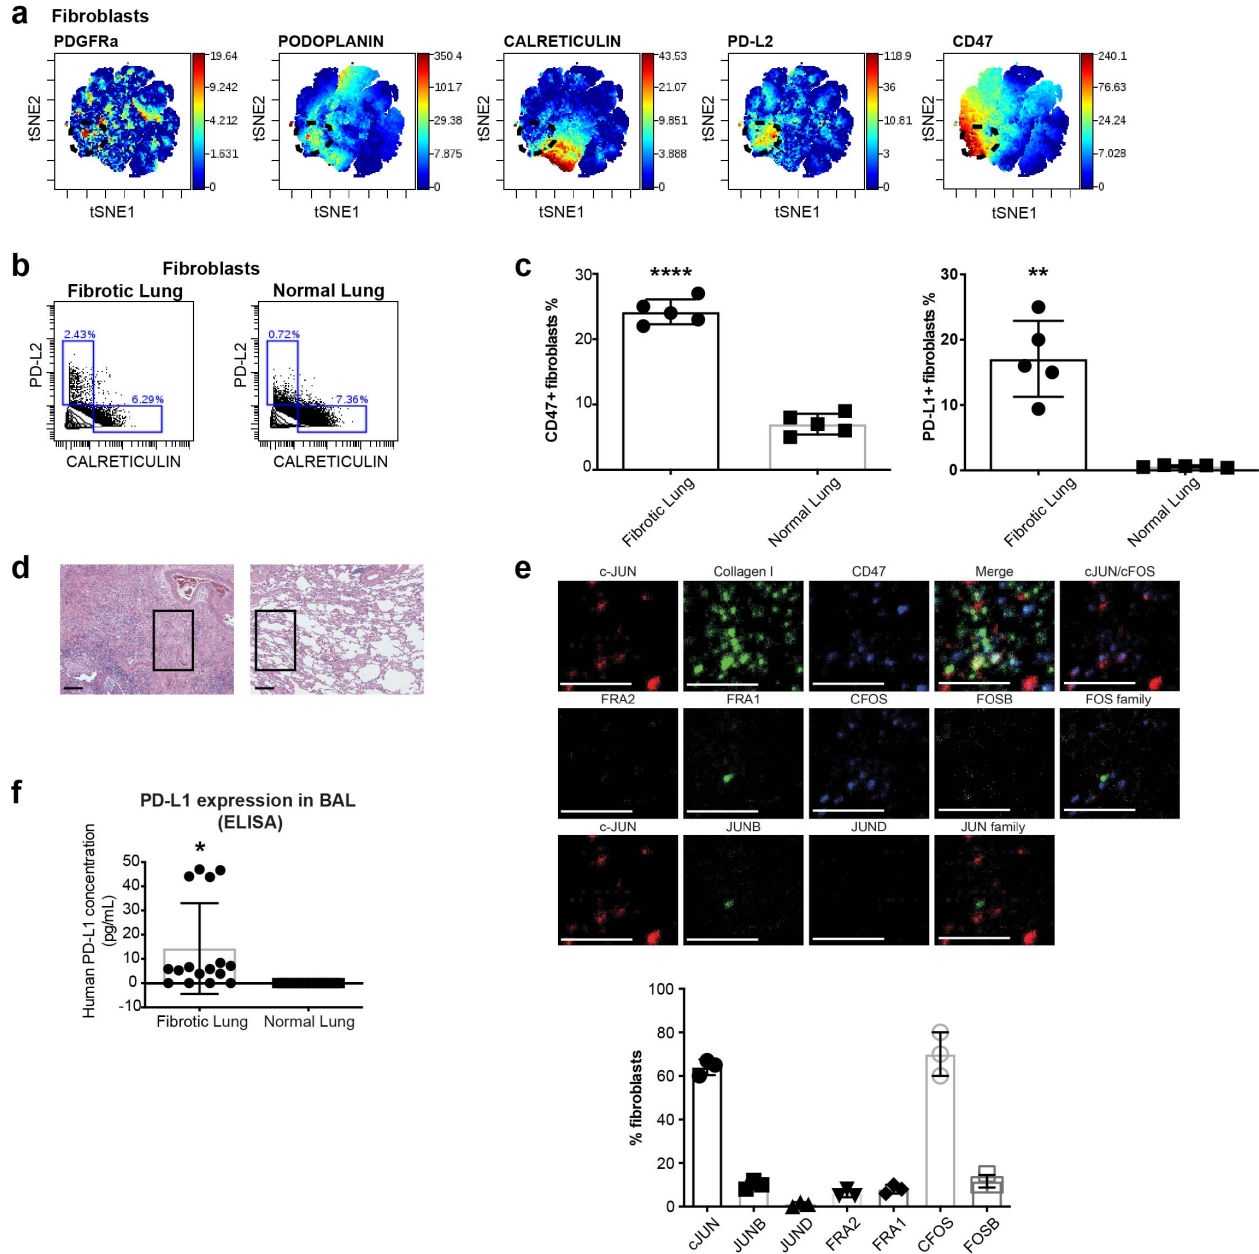 a Fibroblasts
PDGFRa PODOPLANIN CALRETICULIN PD-L2 CD47
19.64 350.4 43.53 118.9 240.1
9.242 101.7 21.07 36 76.63
4.212 29.38 9.851 10.81 24.24
1.631 7.875 3.888 3 7.028
0 0 0 0 0
tSNE2 tSNE2 tSNE2 tSNE2 tSNE2
tSNE1 tSNE1 tSNE1 tSNE1 tSNE1
b Fibroblasts
Fibrotic Lung Normal Lung
2.43% 0.72%
6.29% 7.36%
PD-L2 PD-L2
CALRETICULIN CALRETICULIN
c
CD47+ fibroblasts %
30
20
10
0
****
Fibrotic Lung Normal Lung
PD-L1+ fibroblasts %
30
20
10
0
**
Fibrotic Lung Normal Lung
d
e
c-JUN Collagen I CD47 Merge cJUN/cFOS
FRA2 FRA1 CFOS FOSB FOS family
c-JUN JUNB JUND JUN family
% fibroblasts
100
80
60
40
20
0
cJUN JUNB JUND FRA2 FRA1 CFOS FOSB
f
PD-L1 expression in BAL
(ELISA)
Human PD-L1 concentration
(pg/mL)
*
50
40
30
20
10
0
-10
Fibrotic Lung Normal Lung